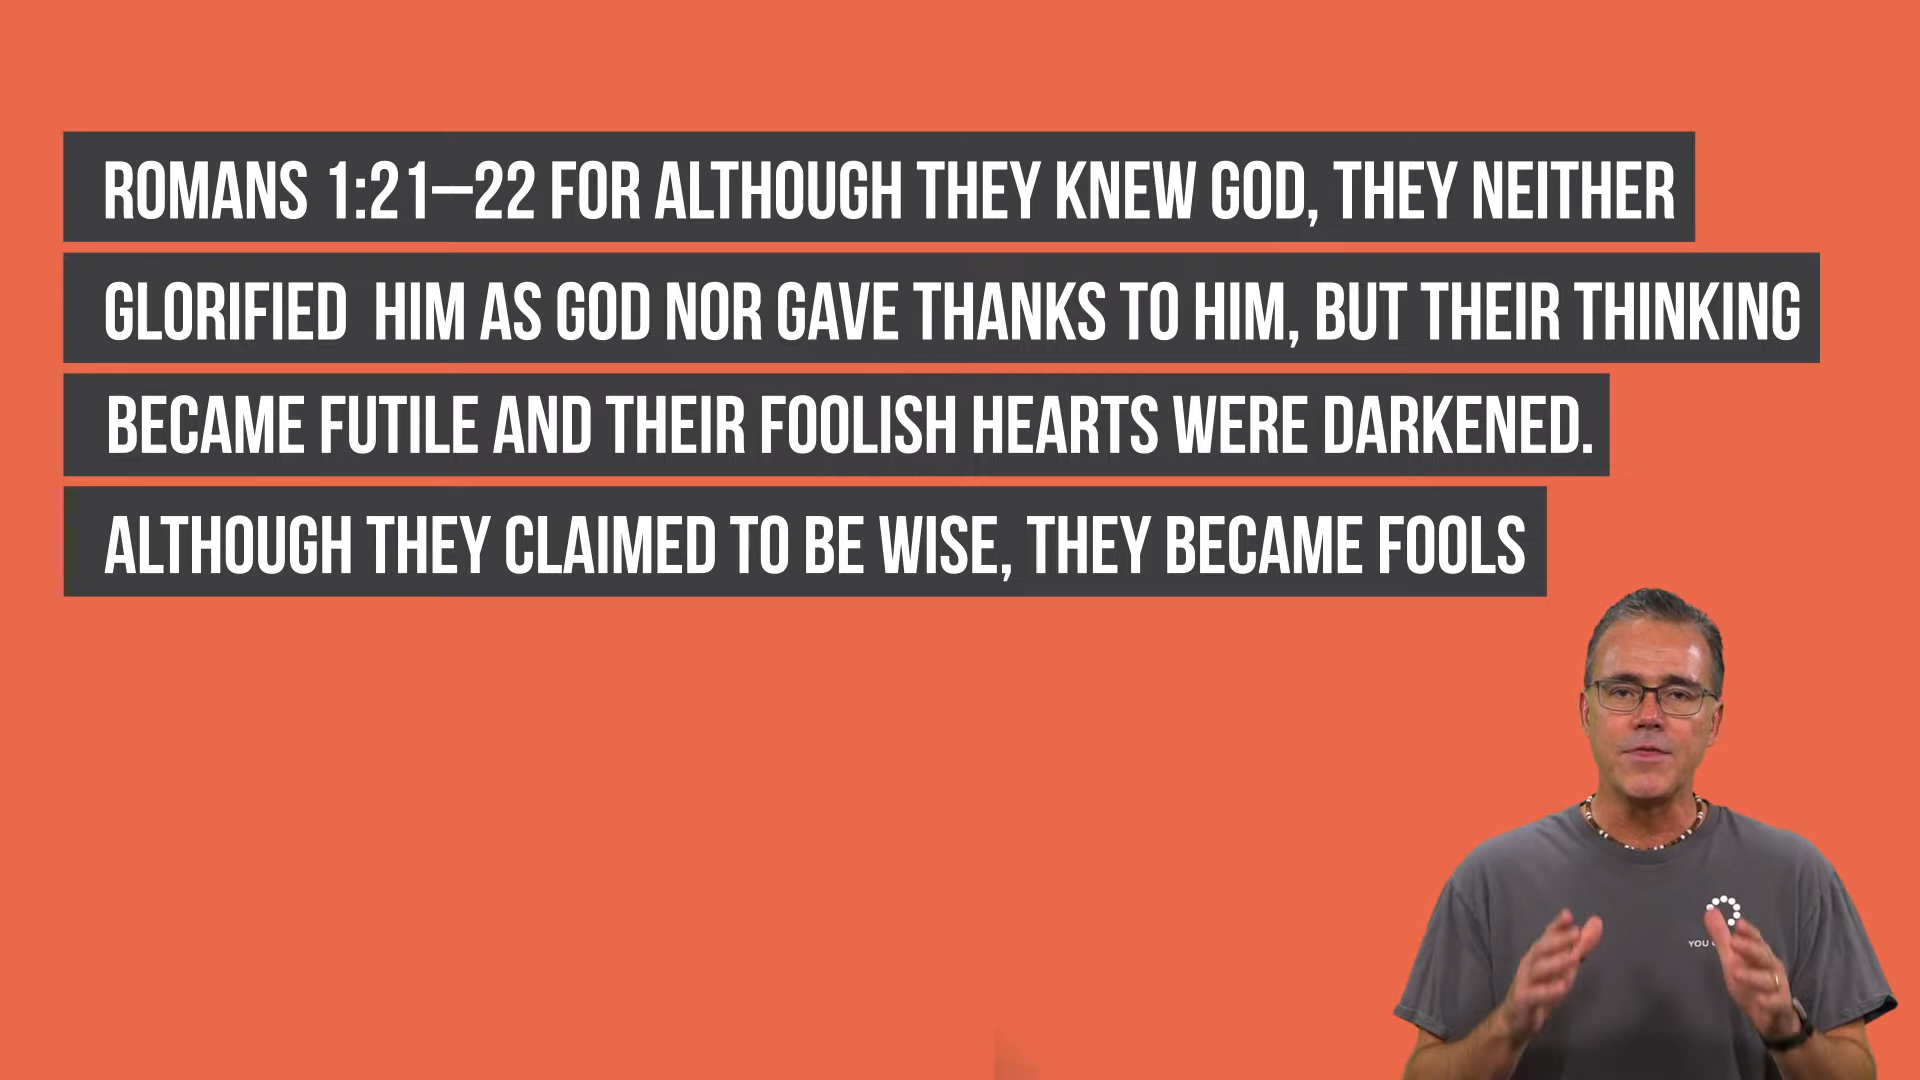 ROMANS 1:21–22 FOR ALTHOUGH THEY KNEW GOD, THEY NEITHER
GLORIFIED HIM AS GOD NOR GAVE THANKS TO HIM, BUT THEIR THINKING
BECAME FUTILE AND THEIR FOOLISH HEARTS WERE DARKENED.
ALTHOUGH THEY CLAIMED TO BE WISE, THEY BECAME FOOLS
YOU